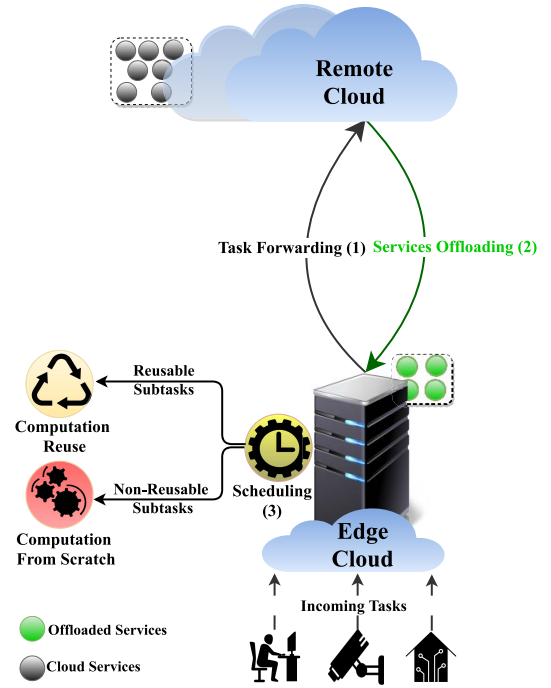 Remote
Cloud
Task Forwarding (1)
Services Offloading (2)
Reusable
Subtasks
Computation
Reuse
Scheduling
(3)
Non-Reusable
Subtasks
Computation
From Scratch
Edge
Cloud
Incoming Tasks
Offloaded Services
Cloud Services